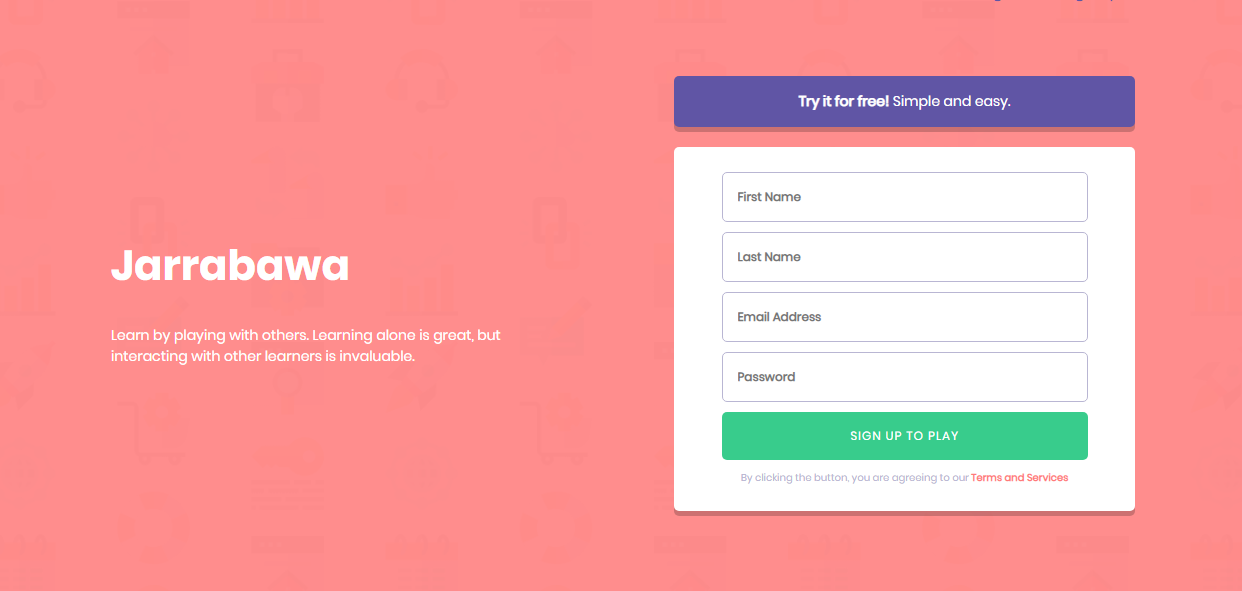 Jarrabawa
Learn by playing with others. Learning alone is great, but
interacting with other learners is invaluable.
Try it for free! Simple and easy.
First Name
Last Name
Email Address
Password
SIGN UP TO PLAY
By clicking the button, you are agreeing to our Terms and Services